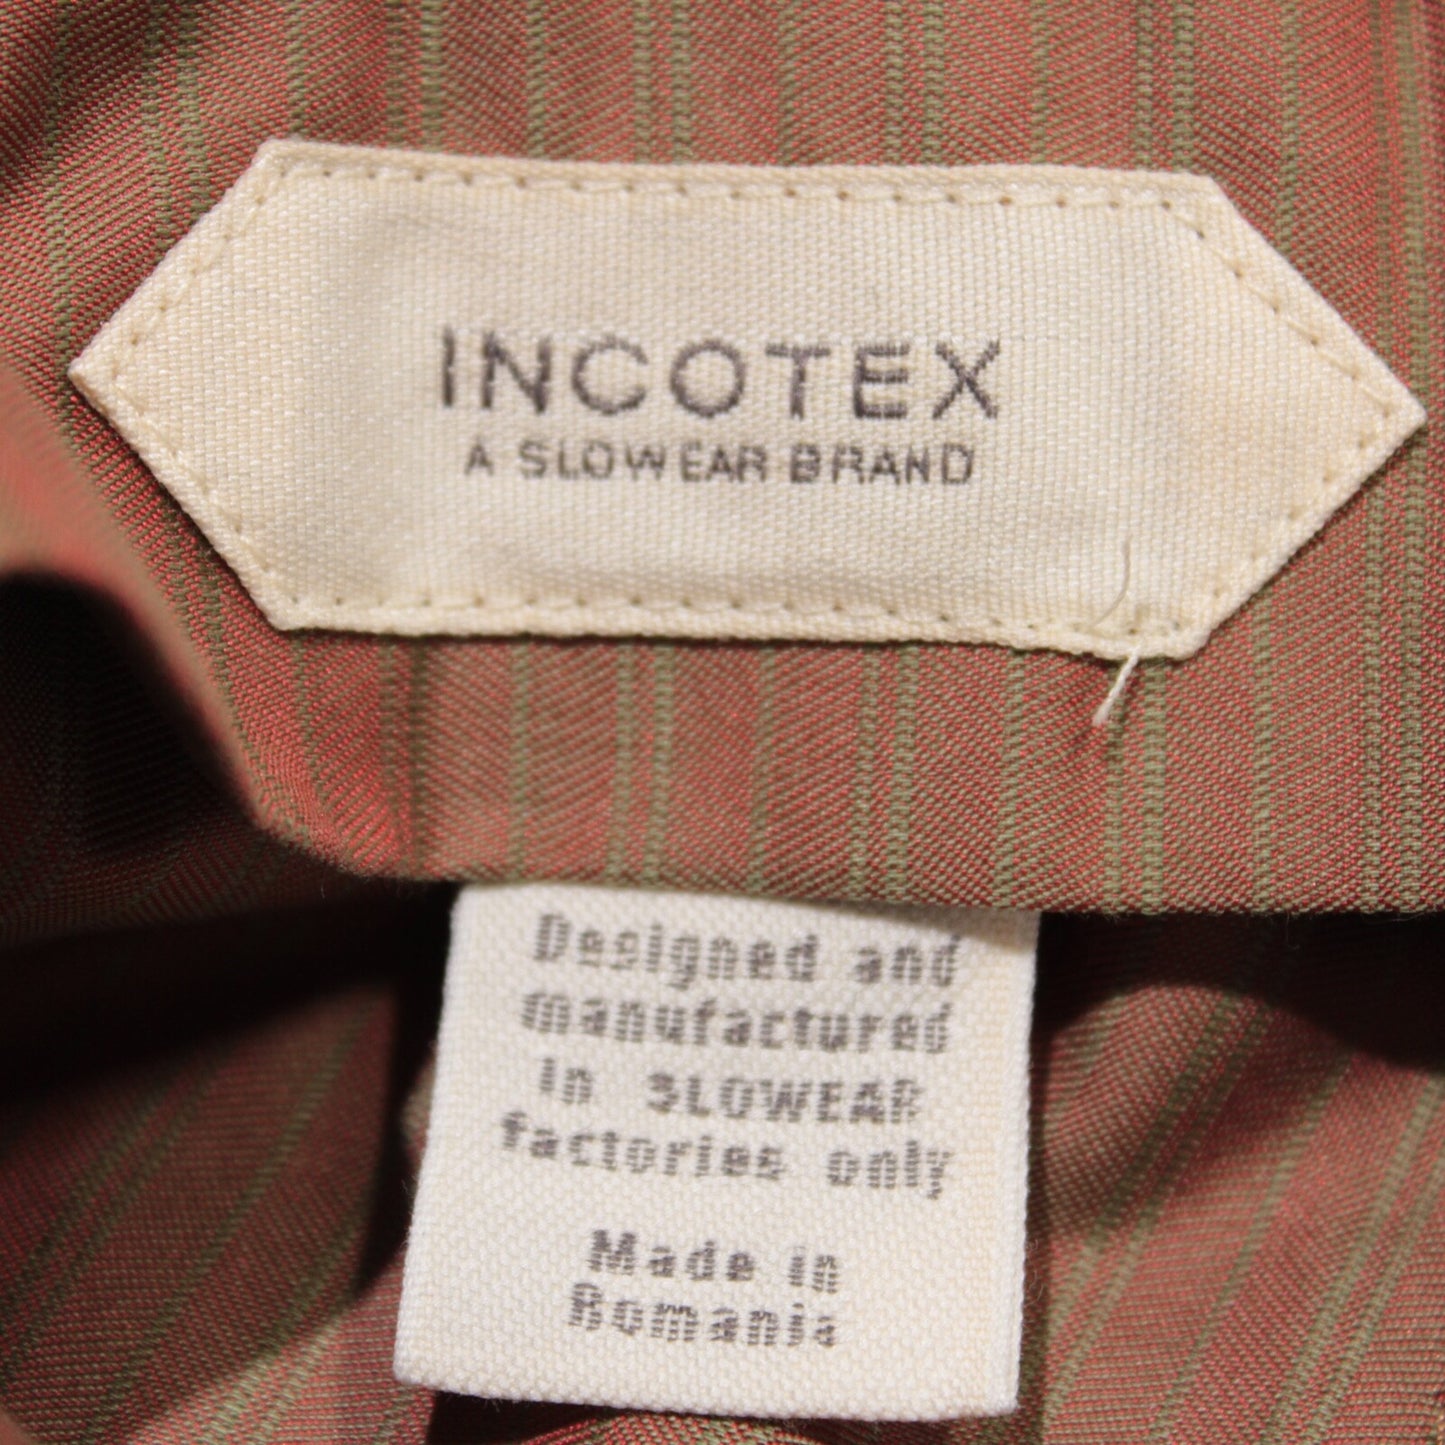 INCOTEX
A SLOWEAR BRAND
Designed and
manufactured
in SLOWEAR
factories only
Made in
Romania